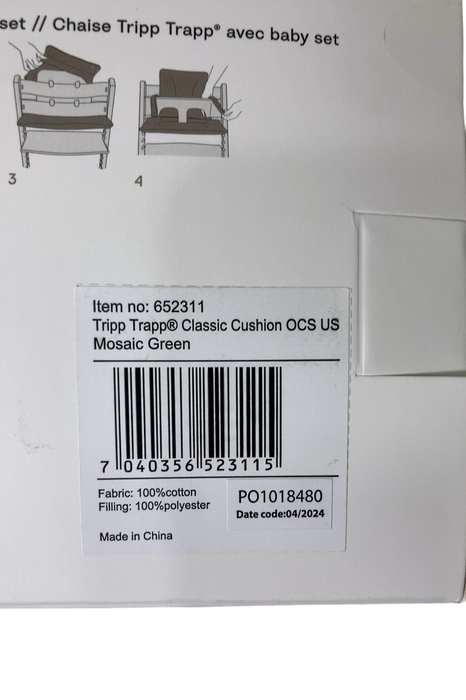 set // Chaise Tripp Trapp® avec baby set
3
4
Item no: 652311
Tripp Trapp® Classic Cushion OCS US
Mosaic Green
7 040356 523115
Fabric: 100%cotton
Filling: 100%polyester
PO1018480
Date code:04/2024
Made in China